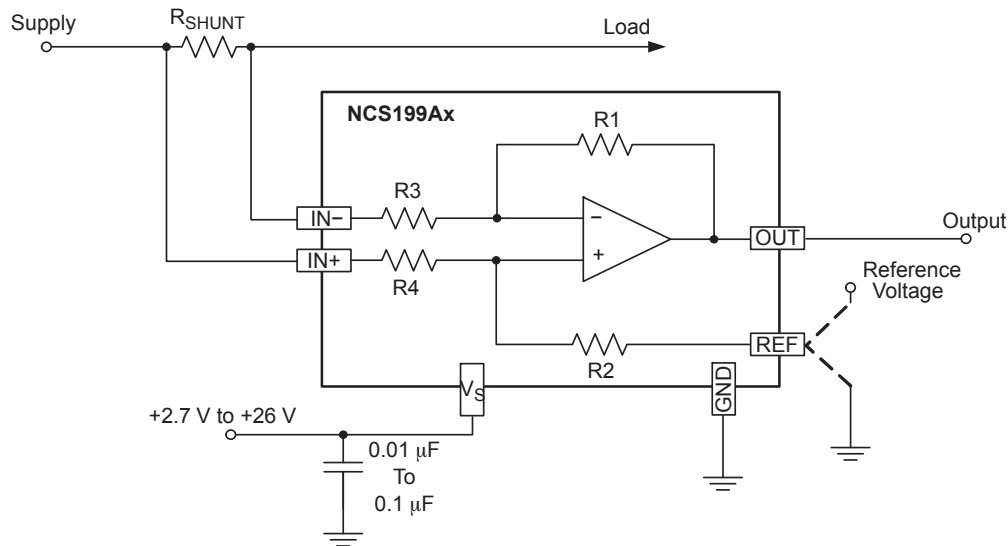 Supply
RSHUNT
Load
NCS199Ax
R1
R3
IN−
−
IN+
R4
+
OUT
Output
Reference
Voltage
R2
REF
VS
GND
+2.7 V to +26 V
0.01 μF
To
0.1 μF